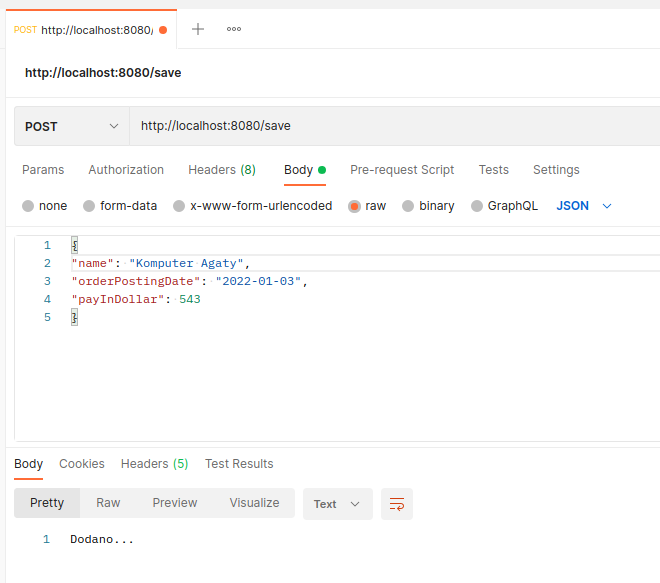 POST http://localhost:8080/
http://localhost:8080/save
POST http://localhost:8080/save
Params Authorization Headers (8) Body Pre-request Script Tests Settings
none form-data x-www-form-urlencoded raw binary GraphQL JSON
1 {
2 "name": "Komputer Agaty",
3 "orderPostingDate": "2022-01-03",
4 "payInDollar": 543
5 }
Body Cookies Headers (5) Test Results
Pretty Raw Preview Visualize Text
1 Dodano...